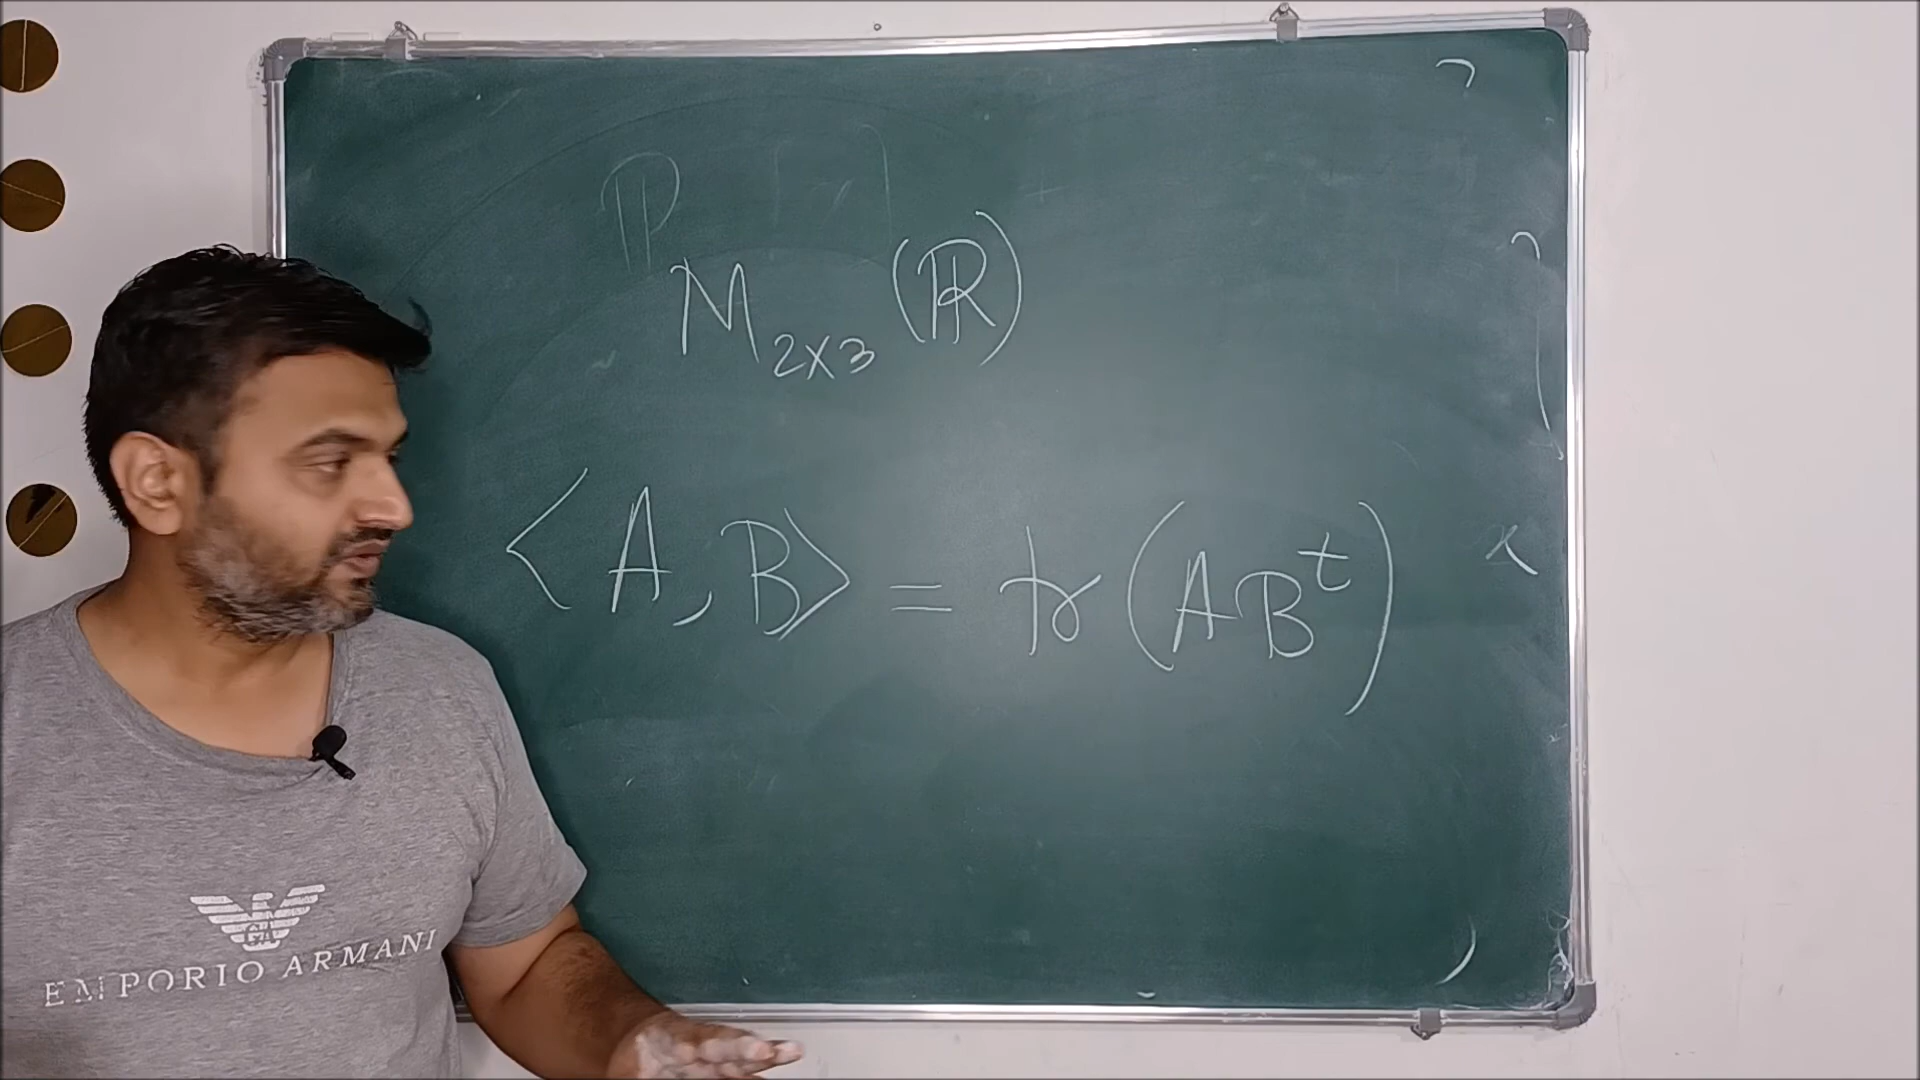 M₂ₓ₃ (ℝ)
⟨A, B⟩ = tr(ABᵗ)
EMPORIO ARMANI